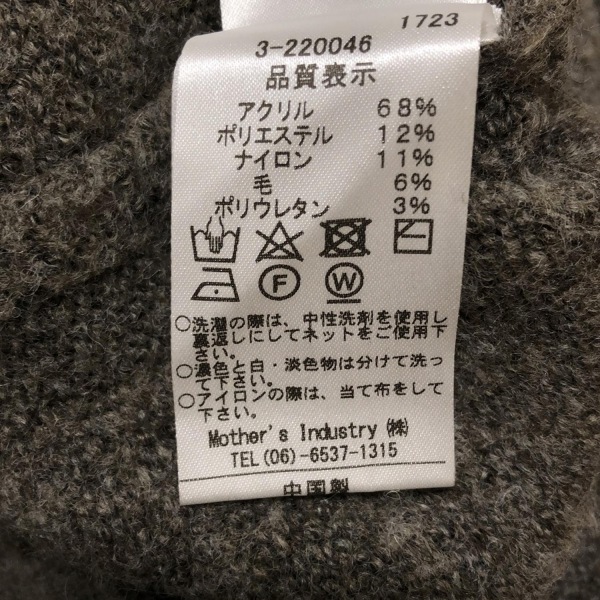 1723
3-220046
品質表示
アクリル 68%
ポリエステル 12%
ナイロン 11%
毛 6%
ポリウレタン 3%
F W
○洗濯の際は、中性洗剤を使用し
裏返しにしてネットをご使用下
さい。
○濃色と白・淡色物は分けて洗っ
て下さい。
○アイロンの際は、当て布をして
下さい。
Mother's Industry ㈱
TEL(06)-6537-1315
中国製